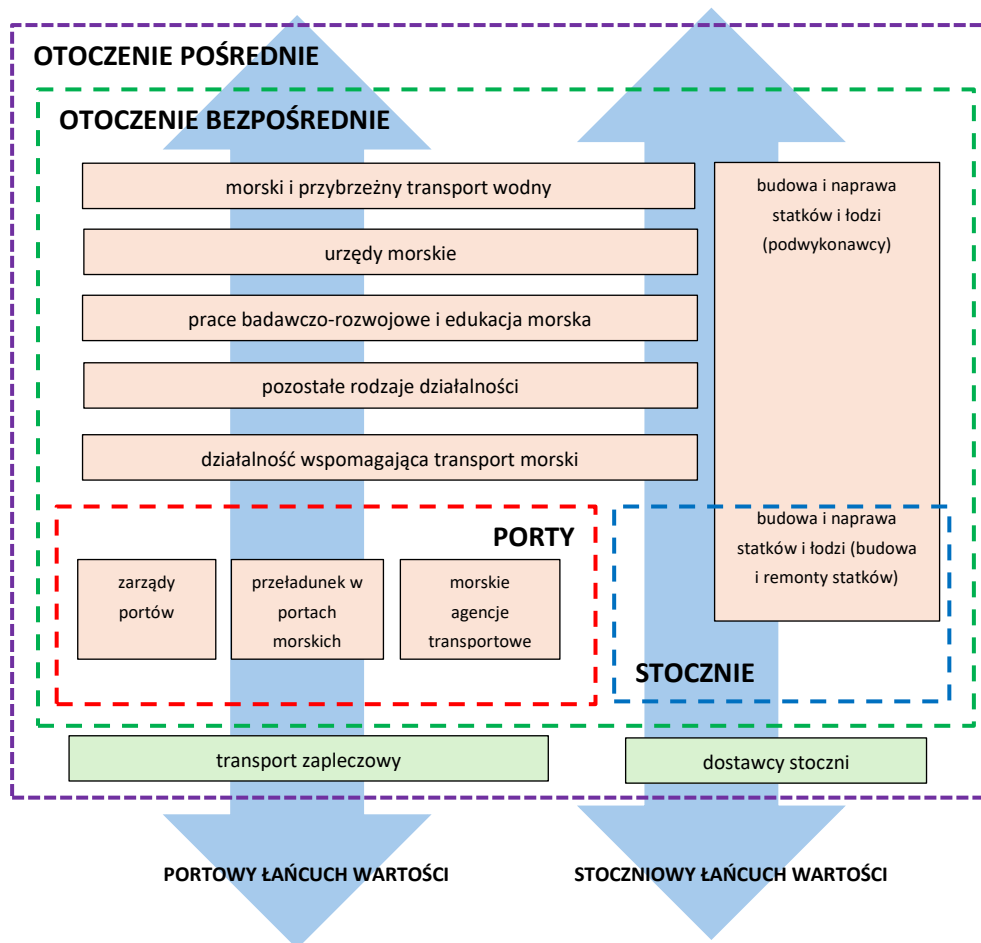 OTOCZENIE POŚREDNIE
OTOCZENIE BEZPOŚREDNIE
morski i przybrzeżny transport wodny
urzędy morskie
prace badawczo-rozwojowe i edukacja morska
pozostałe rodzaje działalności
działalność wspomagająca transport morski
budowa i naprawa
statków i łodzi
(podwykonawcy)
budowa i naprawa
statków i łodzi (budowa
i remonty statków)
PORTY
zarządy
portów
przeładunek w
portach
morskich
morskie
agencje
transportowe
STOCZNIE
transport zapleczowy
dostawcy stoczni
PORTOWY ŁAŃCUCH WARTOŚCI
STOCZNIOWY ŁAŃCUCH WARTOŚCI